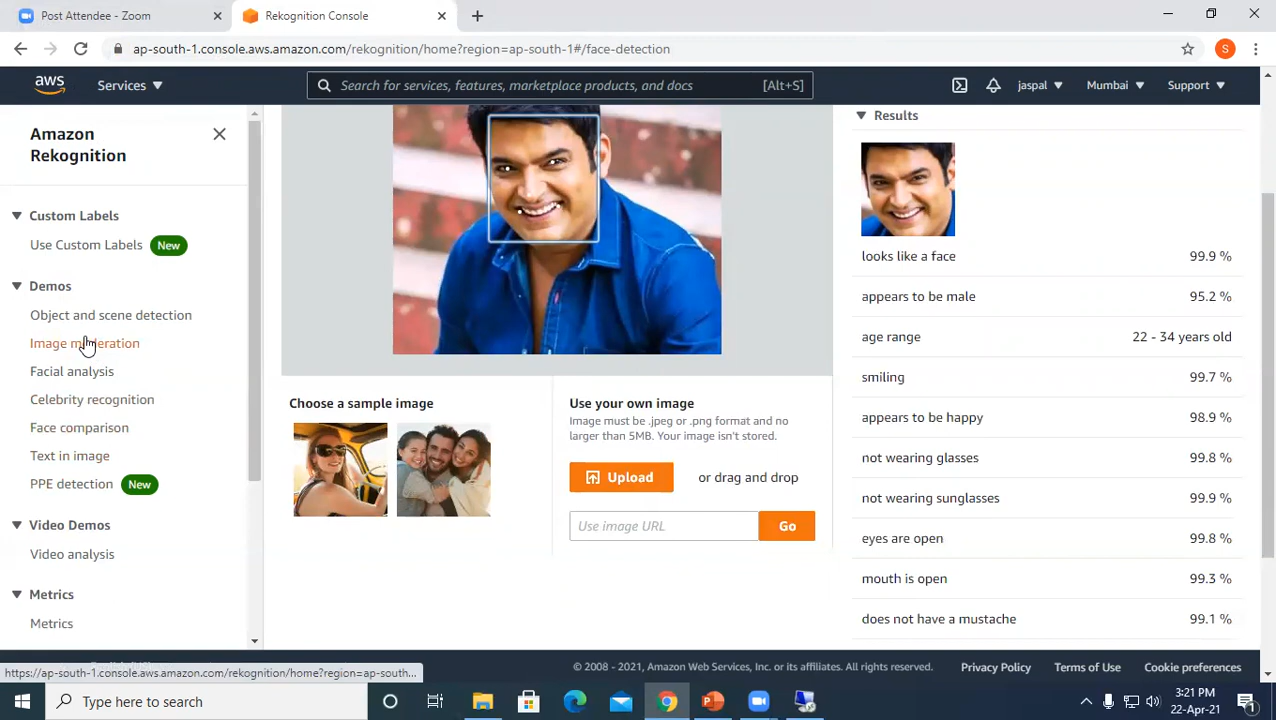 Post Attendee - Zoom
Rekognition Console
ap-south-1.console.aws.amazon.com/rekognition/home?region=ap-south-1#/face-detection
S
aws
Services
Search for services, features, marketplace products, and docs
[Alt+S]
jaspal
Mumbai
Support
Amazon
Rekognition
Custom Labels
Use Custom Labels New
Demos
Object and scene detection
Image moderation
Facial analysis
Celebrity recognition
Face comparison
Text in image
PPE detection New
Video Demos
Video analysis
Metrics
Metrics
Choose a sample image
Use your own image
Image must be .jpeg or .png format and no
larger than 5MB. Your image isn't stored.
Upload or drag and drop
Use image URL Go
Results
looks like a face 99.9 %
appears to be male 95.2 %
age range 22 - 34 years old
smiling 99.7 %
appears to be happy 98.9 %
not wearing glasses 99.8 %
not wearing sunglasses 99.9 %
eyes are open 99.8 %
mouth is open 99.3 %
does not have a mustache 99.1 %
https://ap-south-1.console.aws.amazon.com/rekognition/home?region=ap-south...
© 2008 - 2021, Amazon Web Services, Inc. or its affiliates. All rights reserved.
Privacy Policy
Terms of Use
Cookie preferences
Type here to search
3:21 PM
22-Apr-21
1